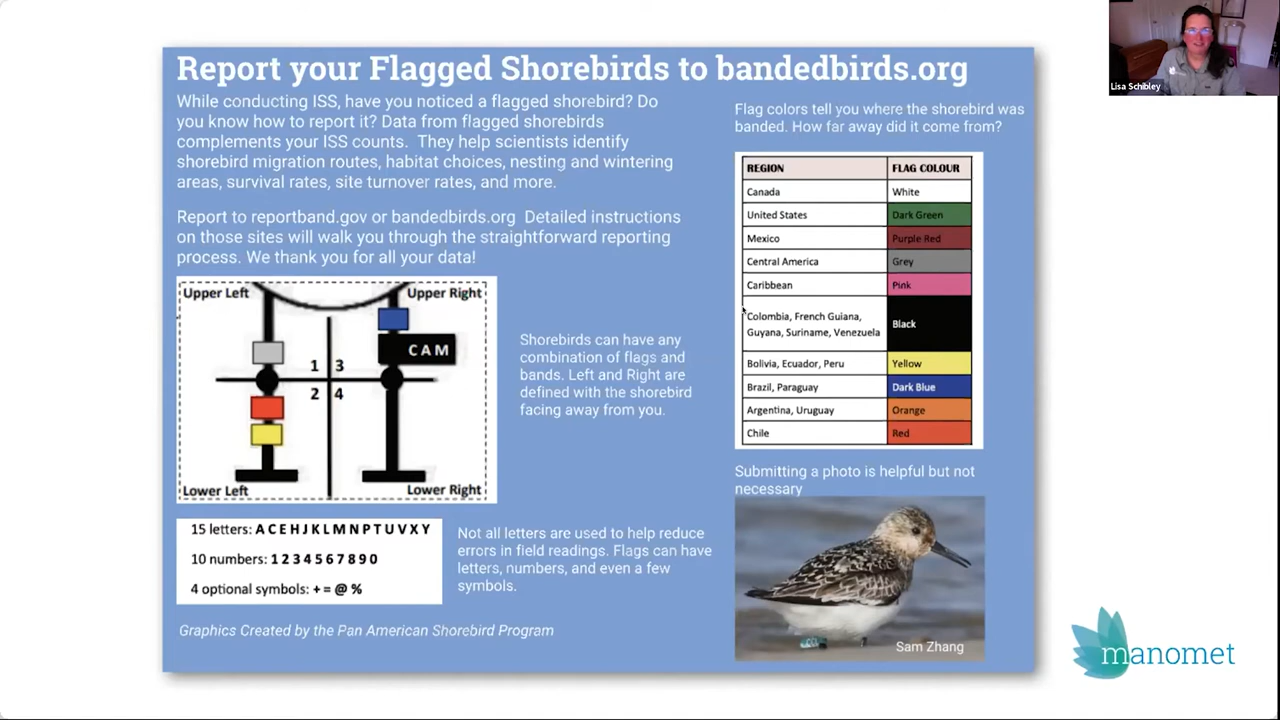 Report your Flagged Shorebirds to bandedbirds.org
While conducting ISS, have you noticed a flagged shorebird? Do
you know how to report it? Data from flagged shorebirds
complements your ISS counts. They help scientists identify
shorebird migration routes, habitat choices, nesting and wintering
areas, survival rates, site turnover rates, and more.
Report to reportband.gov or bandedbirds.org Detailed instructions
on those sites will walk you through the straightforward reporting
process. We thank you for all your data!
Upper Left
Upper Right
CAM
1 3
2 4
Lower Left
Lower Right
Shorebirds can have any
combination of flags and
bands. Left and Right are
defined with the shorebird
facing away from you.
15 letters: A C E H J K L M N P T U V X Y
10 numbers: 1 2 3 4 5 6 7 8 9 0
4 optional symbols: + = @ %
Not all letters are used to help reduce
errors in field readings. Flags can have
letters, numbers, and even a few
symbols.
Graphics Created by the Pan American Shorebird Program
Flag colors tell you where the shorebird was
banded. How far away did it come from?
REGION FLAG COLOUR
Canada White
United States Dark Green
Mexico Purple Red
Central America Grey
Caribbean Pink
Colombia, French Guiana,
Guyana, Suriname, Venezuela Black
Bolivia, Ecuador, Peru Yellow
Brazil, Paraguay Dark Blue
Argentina, Uruguay Orange
Chile Red
Submitting a photo is helpful but not
necessary
Sam Zhang
Lisa Schibley
manomet